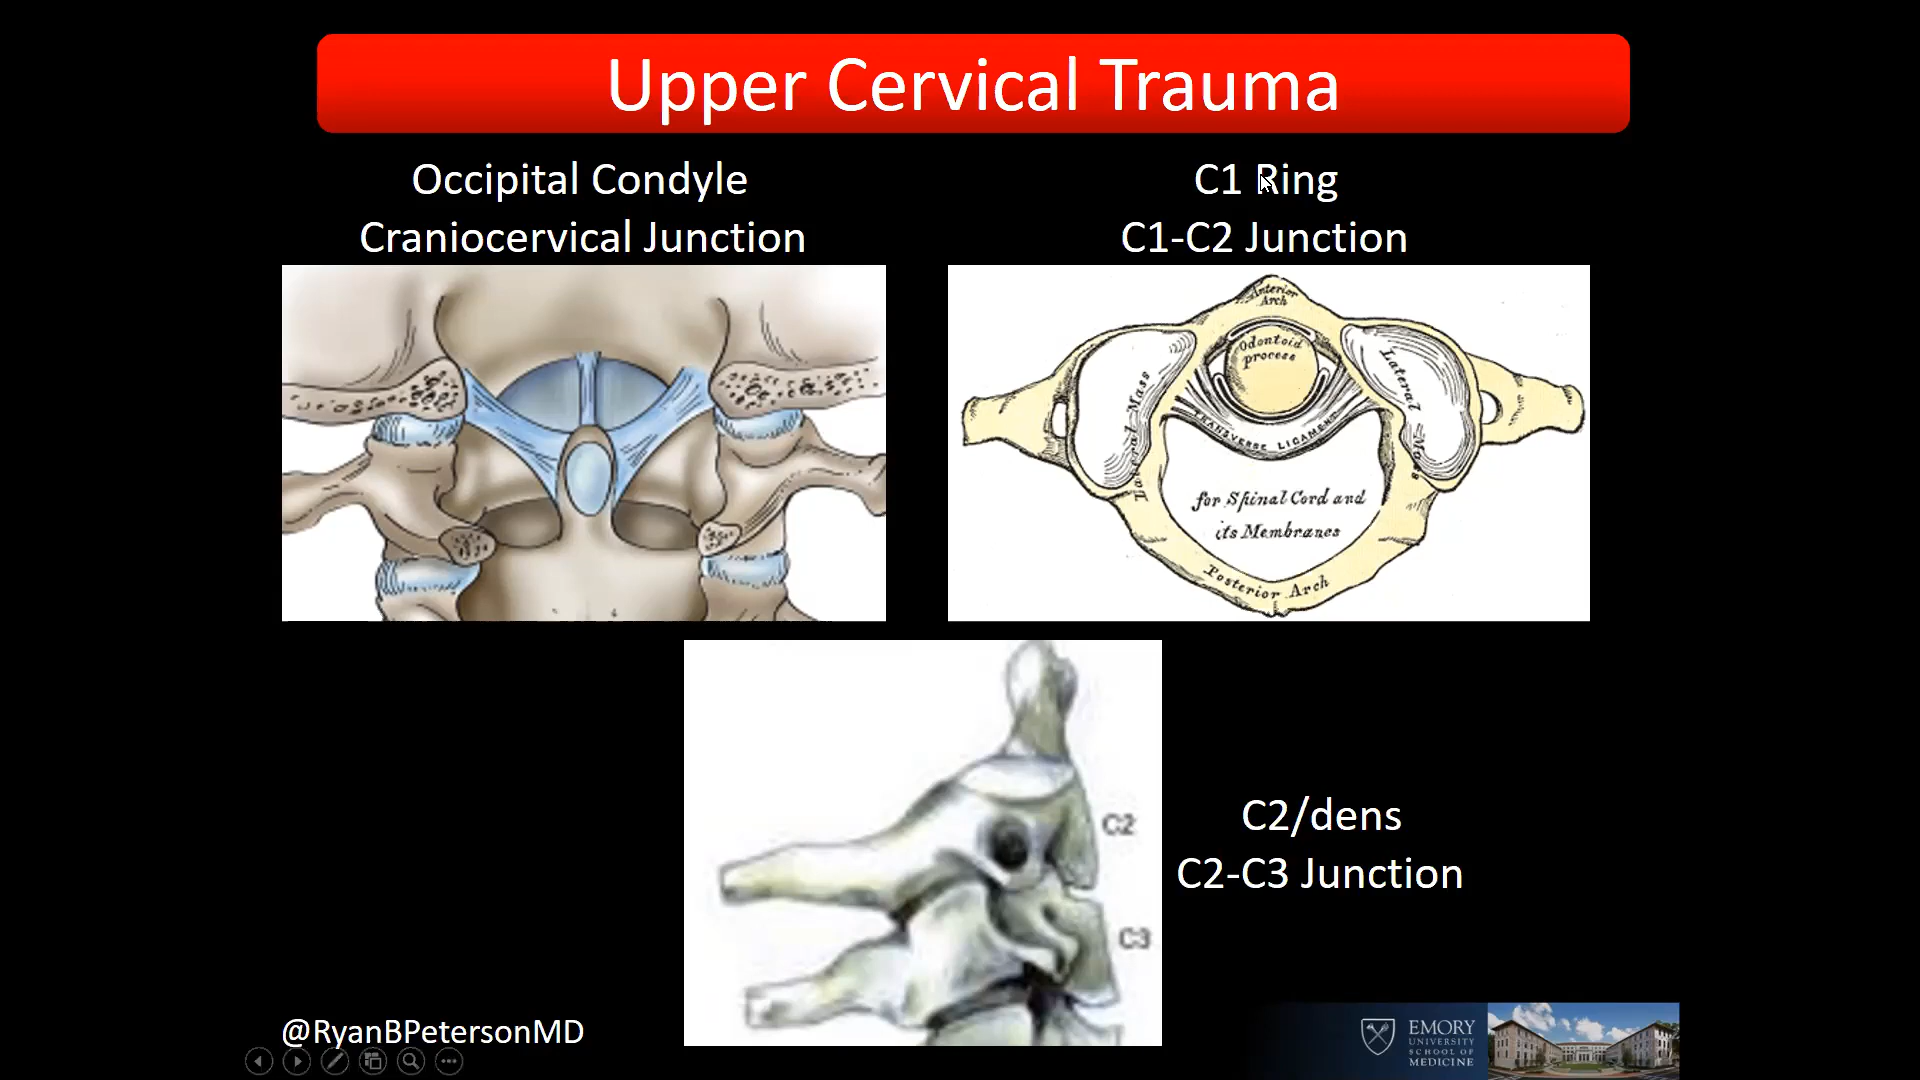 Upper Cervical Trauma
Occipital Condyle
Craniocervical Junction
C1 Ring
C1-C2 Junction
Anterior
Arch
Odontoid
process
Lateral Mass
Lateral Mass
TRANSVERSE LIGAMENT
for Spinal Cord and
its Membranes
Posterior Arch
C2
C3
C2/dens
C2-C3 Junction
@RyanBPetersonMD
EMORY
UNIVERSITY
SCHOOL OF
MEDICINE